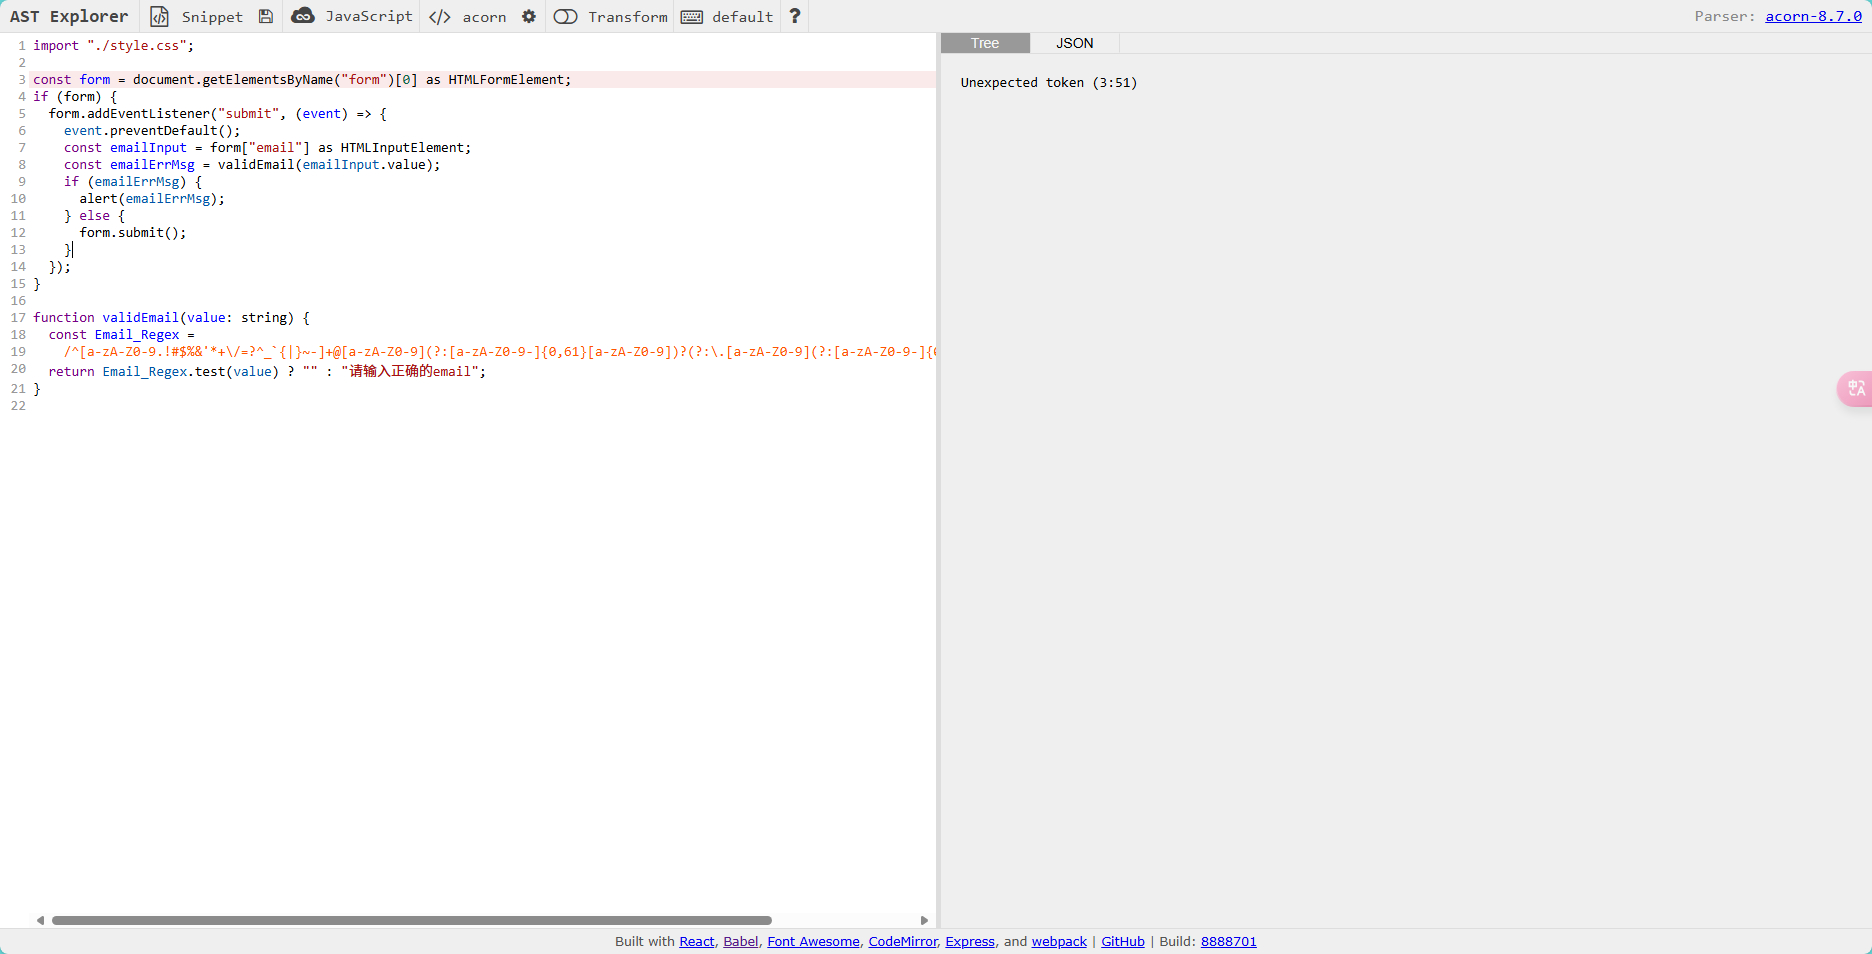 AST Explorer Snippet JavaScript </> acorn Transform default ? Parser: acorn-8.7.0
Tree JSON
1 import "./style.css";
2
3 const form = document.getElementsByName("form")[0] as HTMLFormElement;
4 if (form) {
5 form.addEventListener("submit", (event) => {
6 event.preventDefault();
7 const emailInput = form["email"] as HTMLInputElement;
8 const emailErrMsg = validEmail(emailInput.value);
9 if (emailErrMsg) {
10 alert(emailErrMsg);
11 } else {
12 form.submit();
13 }
14 });
15 }
16
17 function validEmail(value: string) {
18 const Email_Regex =
19 /^[a-zA-Z0-9.!#$%&'*+\/=?^_`{|}~-]+@[a-zA-Z0-9](?:[a-zA-Z0-9-]{0,61}[a-zA-Z0-9])?(?:\.[a-zA-Z0-9](?:[a-zA-Z0-9-]{
20 return Email_Regex.test(value) ? "" : "请输入正确的email";
21 }
22
Unexpected token (3:51)
中A
Built with React, Babel, Font Awesome, CodeMirror, Express, and webpack | GitHub | Build: 8888701